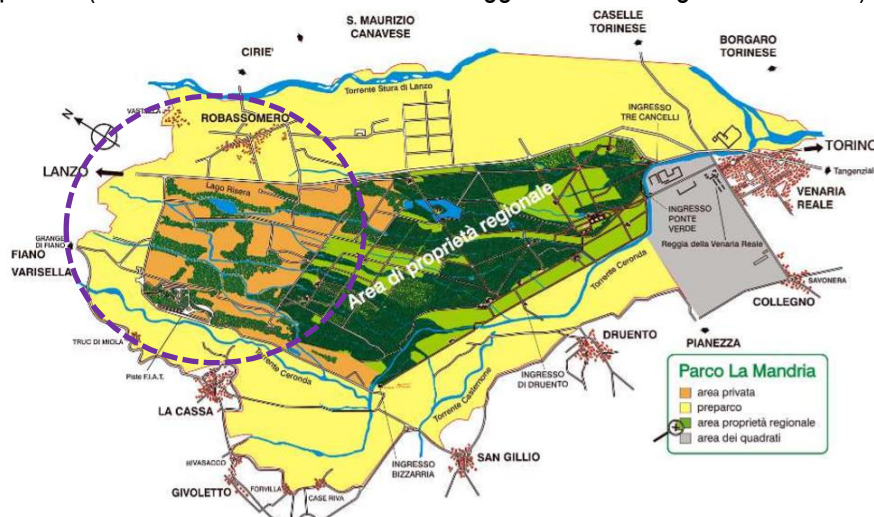 S. MAURIZIO
CANAVESE
CASELLE
TORINESE
BORGARO
TORINESE
CIRIE'
Torrente Stura di Lanzo
N
ROBASSOMERO
INGRESSO
TRE CANCELLI
TORINO
Tangenziale
LANZO
Lago Risera
VENARIA
REALE
INGRESSO
PONTE
VERDE
Reggia della Venaria Reale
Area di proprietà regionale
GRANGE
DI FIANO
FIANO
VARISELLA
Torrente Ceronda
SAVONERA
COLLEGNO
PIANEZZA
TRUC DI MIOLA
Piste F.I.A.T.
Torrente Ceronda
DRUENTO
INGRESSO
DI DRUENTO
Torrente Casternone
LA CASSA
Parco La Mandria
area privata
preparco
area proprietà regionale
area dei quadrati
RIVASACCO
GIVOLETTO
FORVILLA
CASE RIVA
INGRESSO
BIZZARRIA
SAN GILLIO